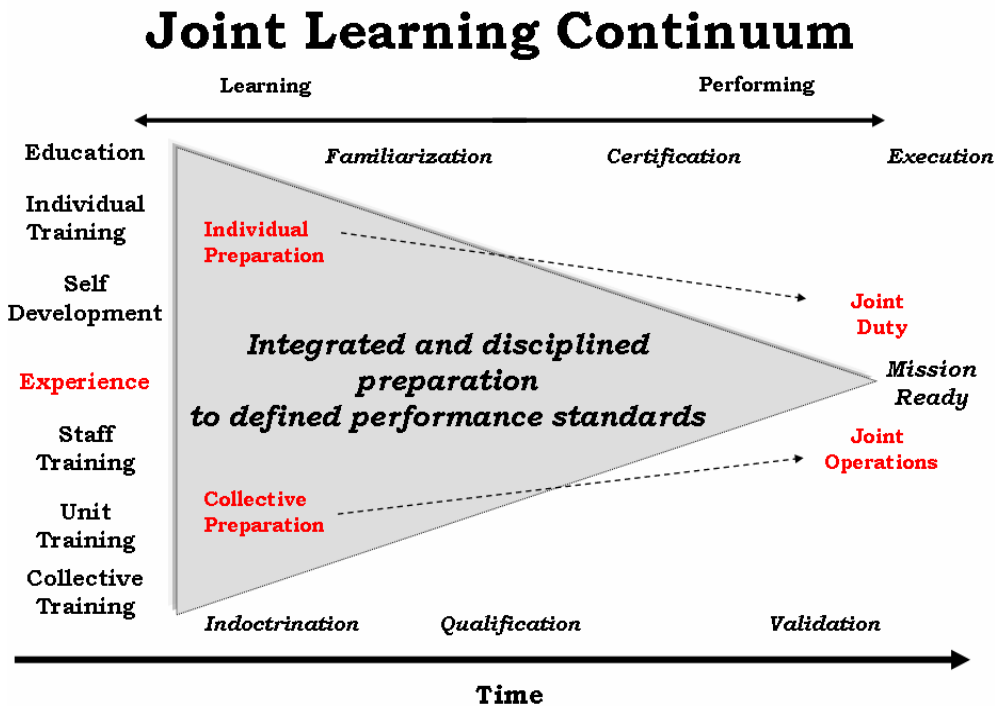 Joint Learning Continuum
Learning
Performing
Education
Familiarization
Certification
Execution
Individual
Training
Individual
Preparation
Self
Development
Joint
Duty
Integrated and disciplined
preparation
to defined performance standards
Experience
Mission
Ready
Staff
Training
Joint
Operations
Collective
Preparation
Unit
Training
Collective
Training
Indoctrination
Qualification
Validation
Time